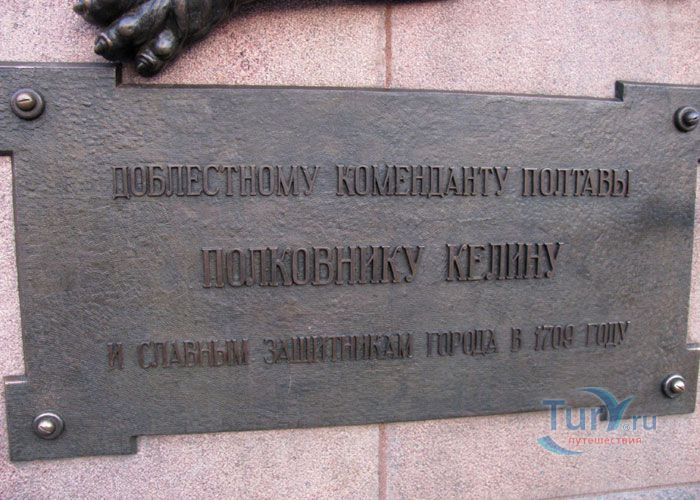 ДОБЛЕСТНОМУ КОМЕНДАНТУ ПОЛТАВЫ
ПОЛКОВНИКУ КЕЛИНУ
И СЛАВНЫМ ЗАЩИТНИКАМ ГОРОДА В 1709 ГОДУ
Tury.ru
путешествия